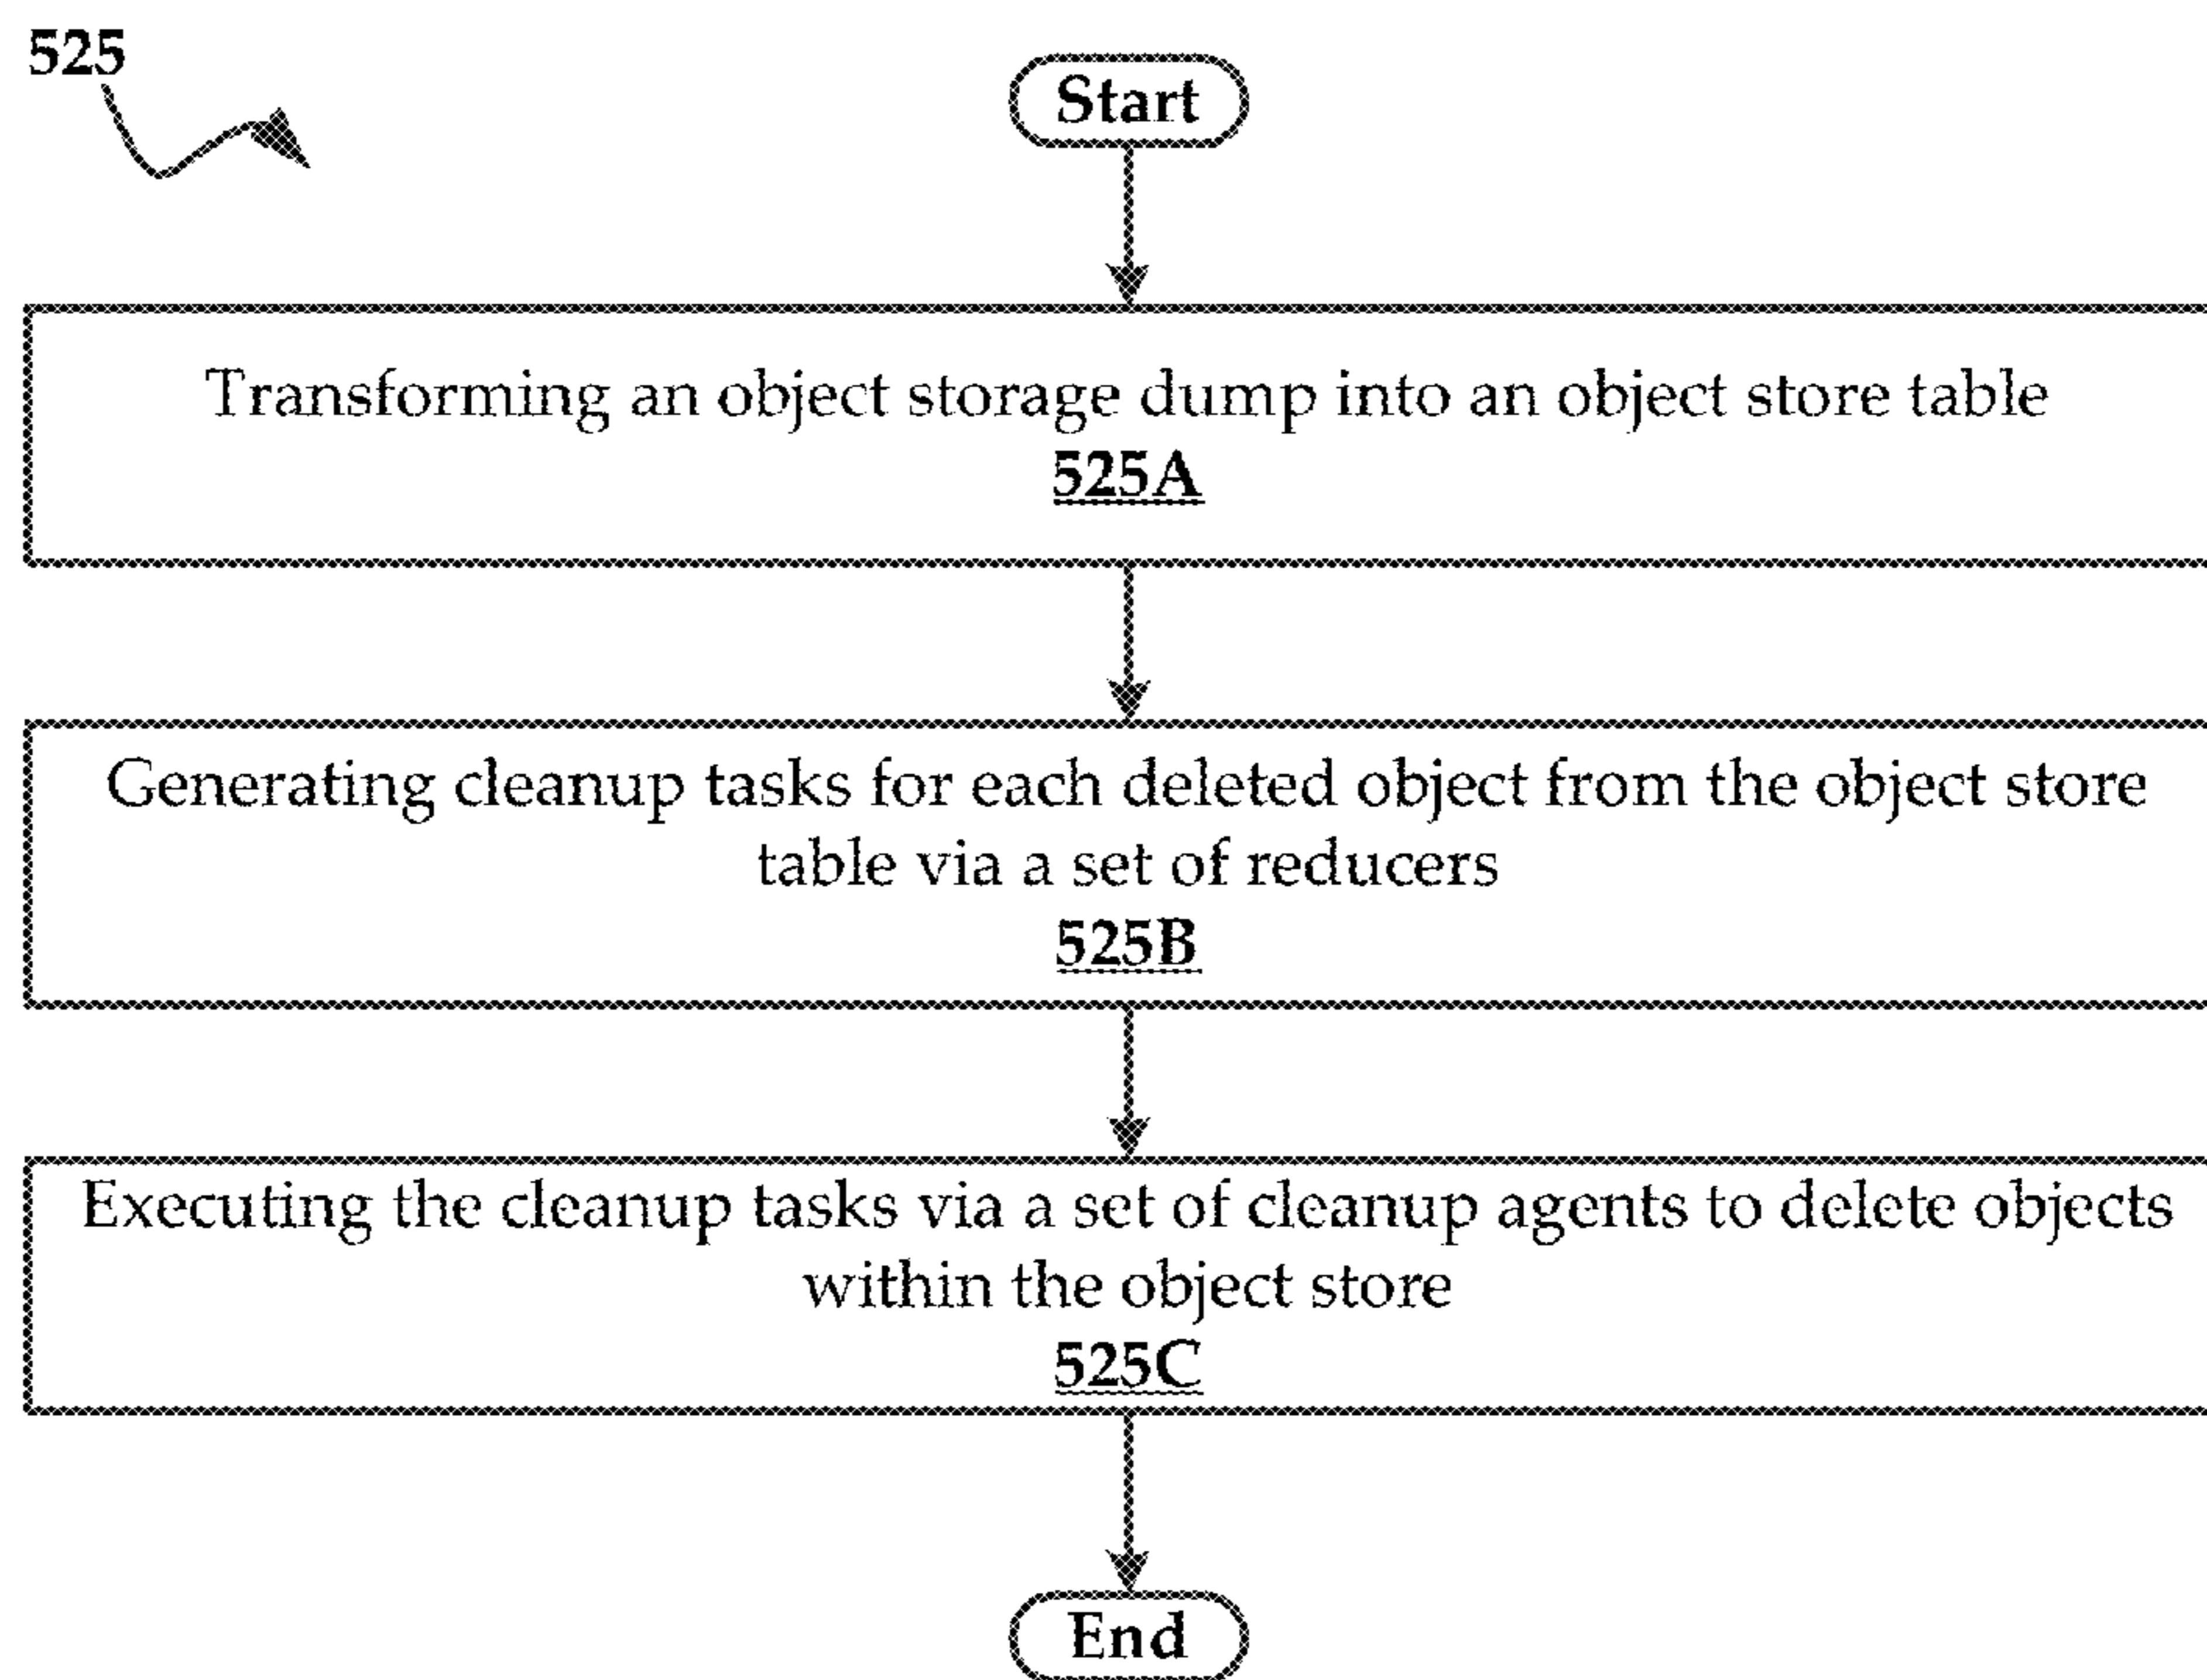 525
Start
Transforming an object storage dump into an object store table
525A
Generating cleanup tasks for each deleted object from the object store
table via a set of reducers
525B
Executing the cleanup tasks via a set of cleanup agents to delete objects
within the object store
525C
End